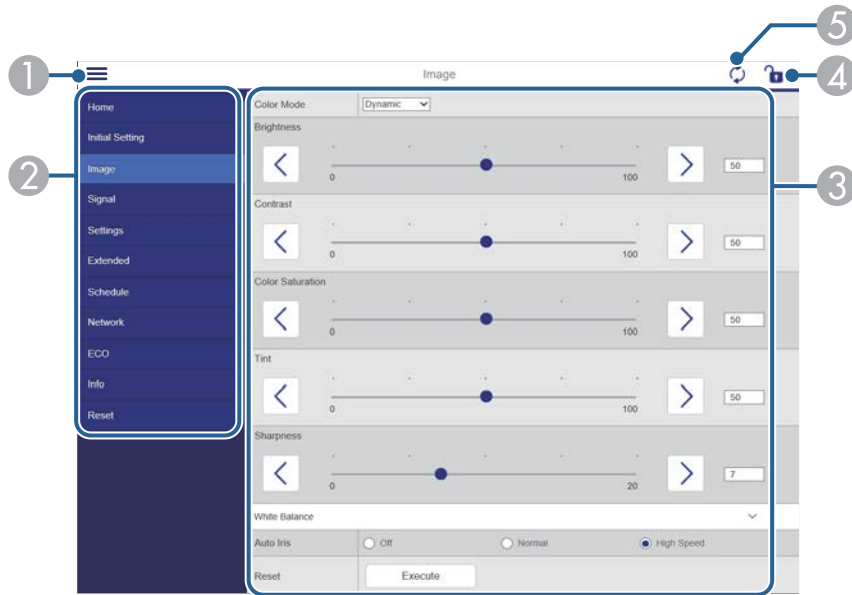 5
1
Image
4
Home
Color Mode
Dynamic
Brightness
Initial Setting
2
Image
0
100
50
3
Signal
Contrast
Settings
0
100
50
Extended
Color Saturation
Schedule
Network
0
100
50
ECO
Tint
Info
0
100
50
Reset
Sharpness
0
20
7
White Balance
Auto Iris
Off
Normal
High Speed
Reset
Execute